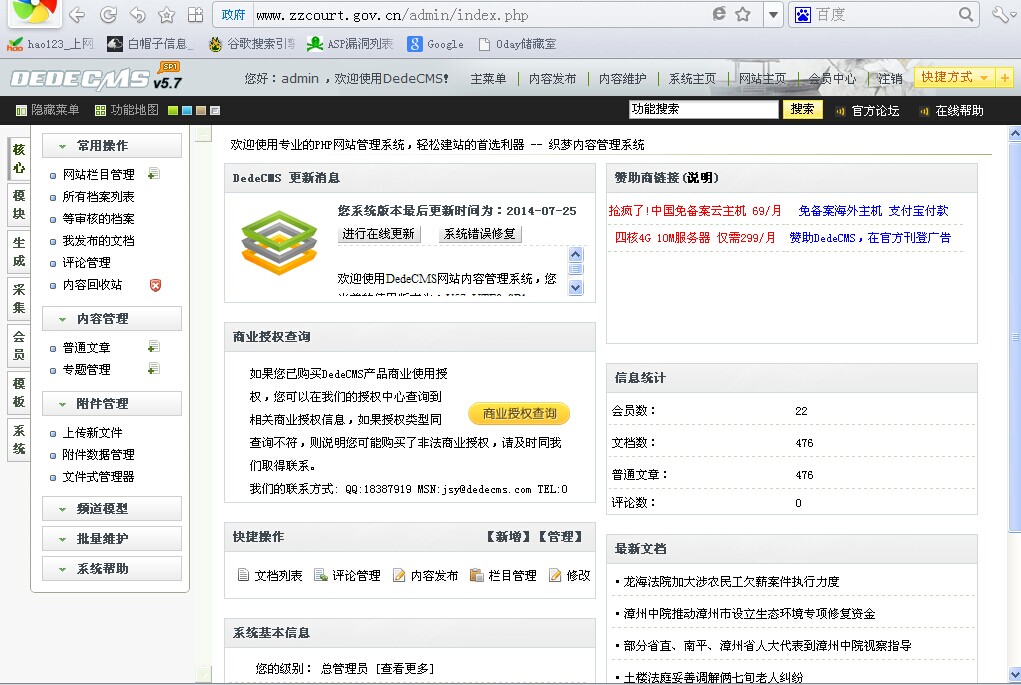 政府 www.zzcourt.gov.cn/admin/index.php 百度
hao123_上网 白帽子信息_ 谷歌搜索引 ASP漏洞列表 Google 0day储藏室
DEDECMS v5.7 SP1 您好：admin ，欢迎使用DedeCMS! 主菜单 内容发布 内容维护 系统主页 网站主页 会员中心 注销 快捷方式 +
隐藏菜单 功能地图 功能搜索 搜索 官方论坛 在线帮助
核心
模块
生成
采集
会员
模板
系统
常用操作
网站栏目管理
所有档案列表
等审核的档案
我发布的文档
评论管理
内容回收站
内容管理
普通文章
专题管理
附件管理
上传新文件
附件数据管理
文件式管理器
频道模型
批量维护
系统帮助
欢迎使用专业的PHP网站管理系统，轻松建站的首选利器 -- 织梦内容管理系统
DedeCMS 更新消息
您系统版本最后更新时间为：2014-07-25
进行在线更新 系统错误修复
欢迎使用DedeCMS网站内容管理系统，您
商业授权查询
如果您已购买DedeCMS产品商业使用授
权，您可以在我们的授权中心查询到
相关商业授权信息，如果授权类型同
查询不符，则说明您可能购买了非法商业授权，请及时同我
们取得联系。
商业授权查询
我们的联系方式: QQ:18387919 MSN:jsy@dedecms.com TEL:0
快捷操作 【新增】【管理】
文档列表 评论管理 内容发布 栏目管理 修改
系统基本信息
您的级别： 总管理员 [查看更多]
赞助商链接(说明)
抢疯了!中国免备案云主机 69/月 免备案海外主机 支付宝付款
四核4G 10M服务器 仅需299/月 赞助DedeCMS，在官方刊登广告
信息统计
会员数： 22
文档数： 476
普通文章： 476
评论数： 0
最新文档
· 龙海法院加大涉农民工欠薪案件执行力度
· 漳州中院推动漳州市设立生态环境专项修复资金
· 部分省直、南平、漳州省人大代表到漳州中院视察指导
· 土楼法庭妥善调解俩七旬老人纠纷